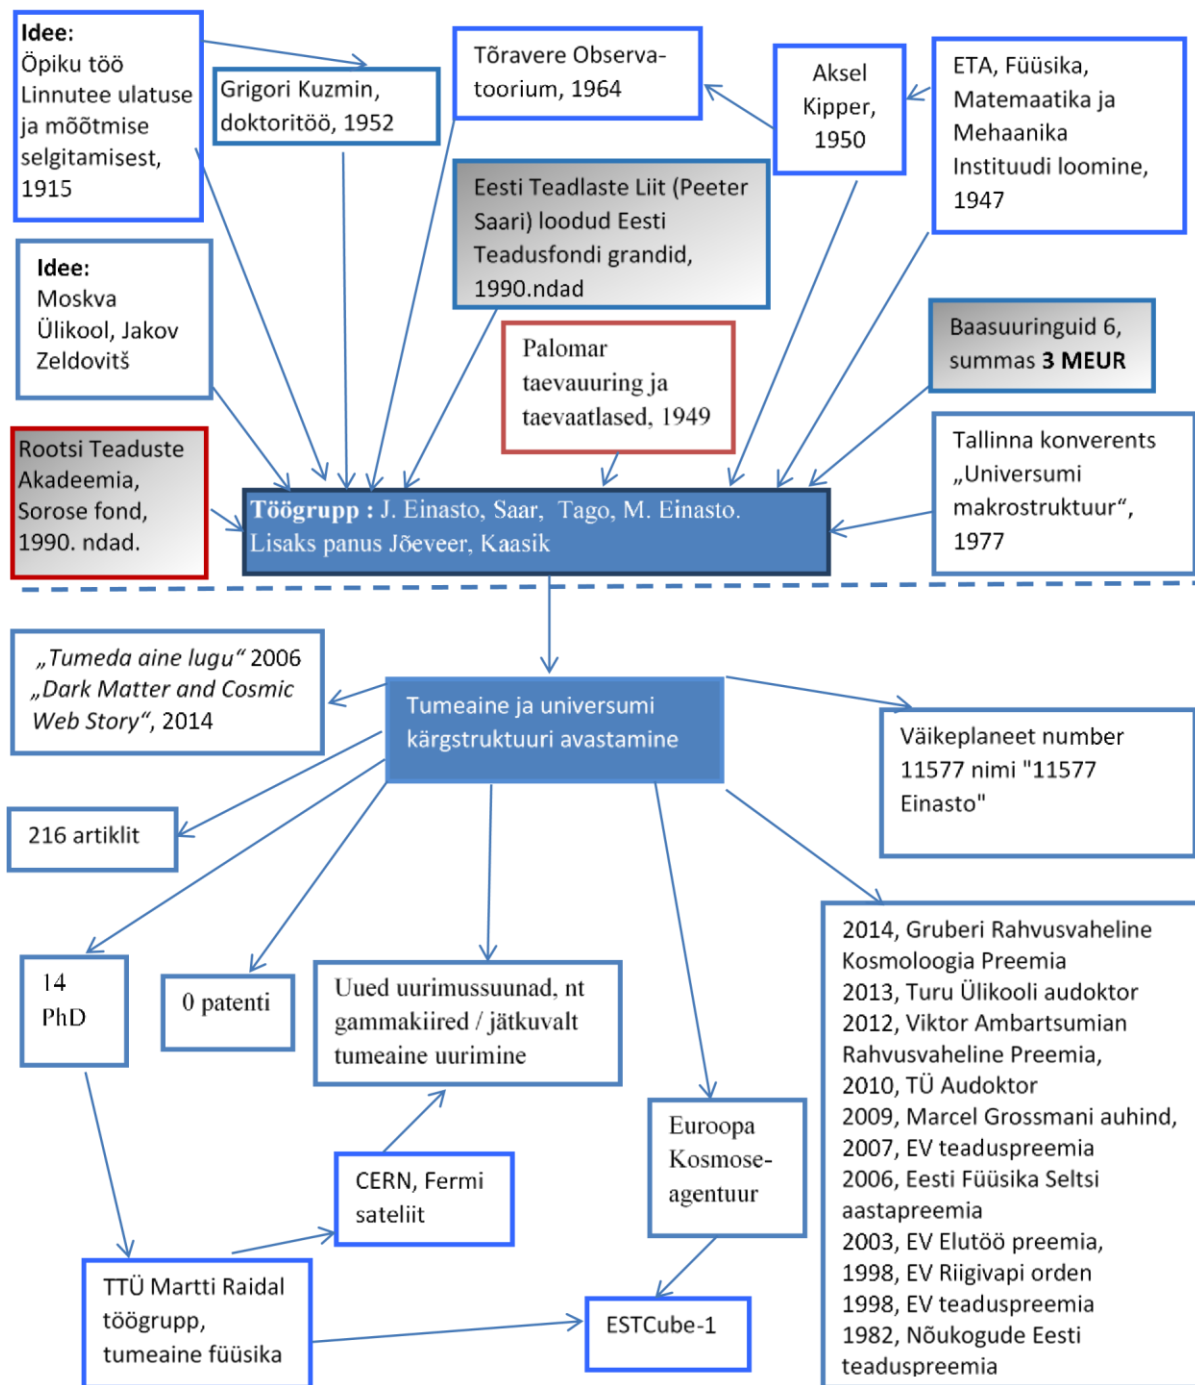 Idee:
Öpiku töö
Linnutee ulatuse
ja mõõtmise
selgitamisest,
1915
Grigori Kuzmin,
doktoritöö, 1952
Tõravere Observa-
toorium, 1964
Aksel
Kipper,
1950
ETA, Füüsika,
Matemaatika ja
Mehaanika
Instituudi loomine,
1947
Eesti Teadlaste Liit (Peeter
Saari) loodud Eesti
Teadusfondi grandid,
1990.ndad
Idee:
Moskva
Ülikool, Jakov
Zeldovitš
Palomar
taevauuring ja
taevaatlased, 1949
Baasuuringuid 6,
summas 3 MEUR
Rootsi Teaduste
Akadeemia,
Sorose fond,
1990. ndad.
Tallinna konverents
„Universumi
makrostruktuur“,
1977
Töögrupp : J. Einasto, Saar, Tago, M. Einasto.
Lisaks panus Jõeveer, Kaasik
„Tumeda aine lugu“ 2006
„Dark Matter and Cosmic
Web Story“, 2014
Tumeaine ja universumi
kärgstruktuuri avastamine
Väikeplaneet number
11577 nimi "11577
Einasto"
216 artiklit
14
PhD
0 patenti
Uued uurimussuunad, nt
gammakiired / jätkuvalt
tumeaine uurimine
Euroopa
Kosmose-
agentuur
2014, Gruberi Rahvusvaheline
Kosmoloogia Preemia
2013, Turu Ülikooli audoktor
2012, Viktor Ambartsumian
Rahvusvaheline Preemia,
2010, TÜ Audoktor
2009, Marcel Grossmani auhind,
2007, EV teaduspreemia
2006, Eesti Füüsika Seltsi
aastapreemia
2003, EV Elutöö preemia,
1998, EV Riigivapi orden
1998, EV teaduspreemia
1982, Nõukogude Eesti
teaduspreemia
CERN, Fermi
sateliit
TTÜ Martti Raidal
töögrupp,
tumeaine füüsika
ESTCube-1